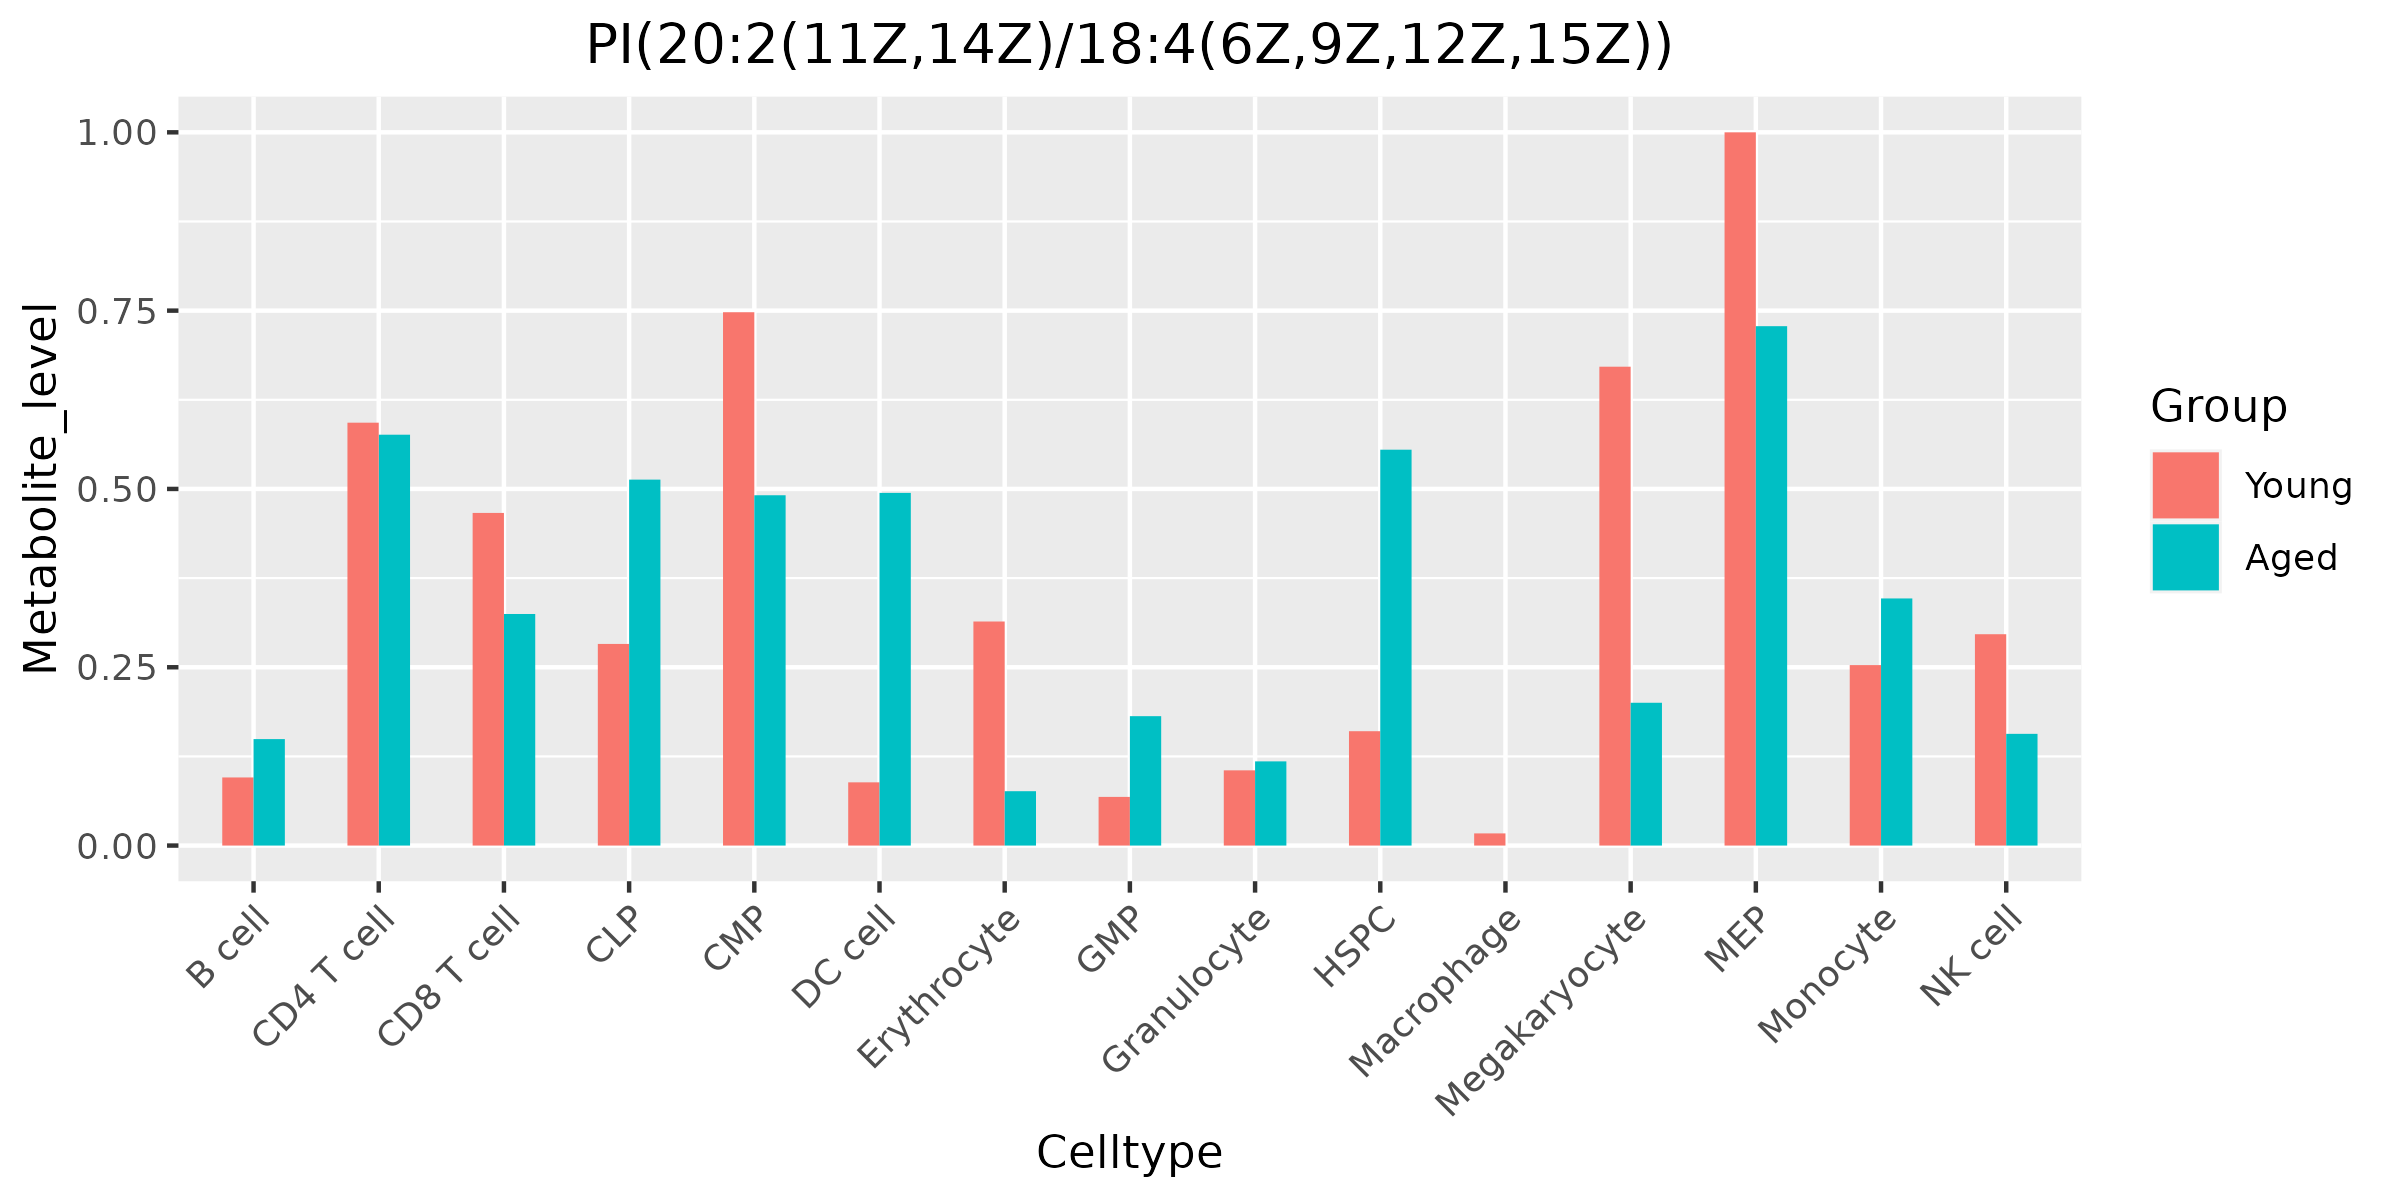 PI(20:2(11Z,14Z)/18:4(6Z,9Z,12Z,15Z))
Metabolite_level
1.00
0.75
0.50
0.25
0.00
B cell
CD4 T cell
CD8 T cell
CLP
CMP
DC cell
Erythrocyte
GMP
Granulocyte
HSPC
Macrophage
Megakaryocyte
MEP
Monocyte
NK cell
Celltype
Group
Young
Aged